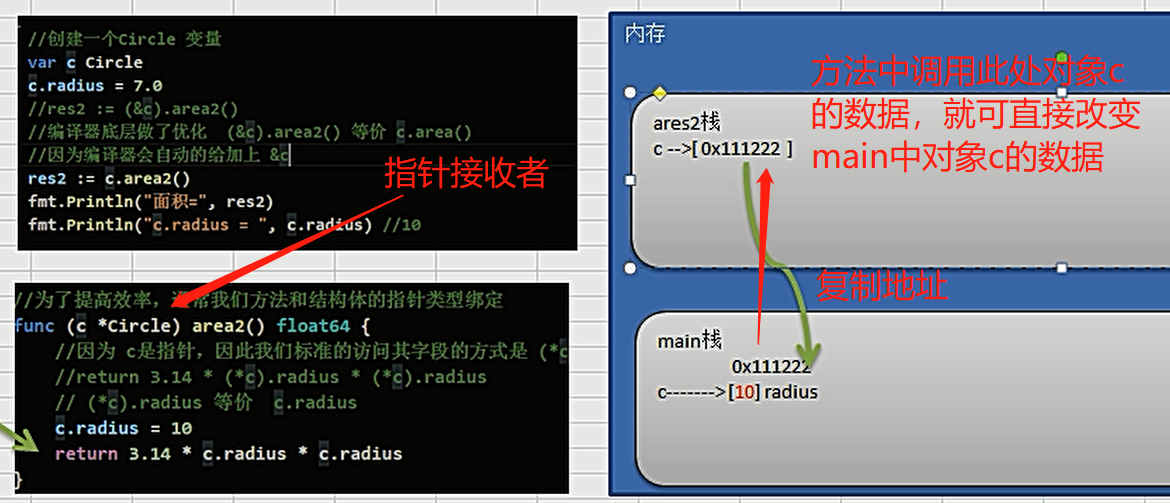 //创建一个Circle 变量
var c Circle
c.radius = 7.0
//res2 := (&c).area2()
//编译器底层做了优化  (&c).area2() 等价 c.area()
//因为编译器会自动的给加上 &c
res2 := c.area2()
fmt.Println("面积=", res2)
fmt.Println("c.radius = ", c.radius) //10
指针接收者
//为了提高效率，常我们方法和结构体的指针类型绑定
func (c *Circle) area2() float64 {
//因为 c是指针，因此我们标准的访问其字段的方式是 (*c
//return 3.14 * (*c).radius * (*c).radius
// (*c).radius 等价  c.radius
c.radius = 10
return 3.14 * c.radius * c.radius
}
内存
方法中调用此处对象c
的数据，就可直接改变
main中对象c的数据
ares2栈
c -->[ 0x111222 ]
复制地址
main栈
0x111222
c------->[10] radius